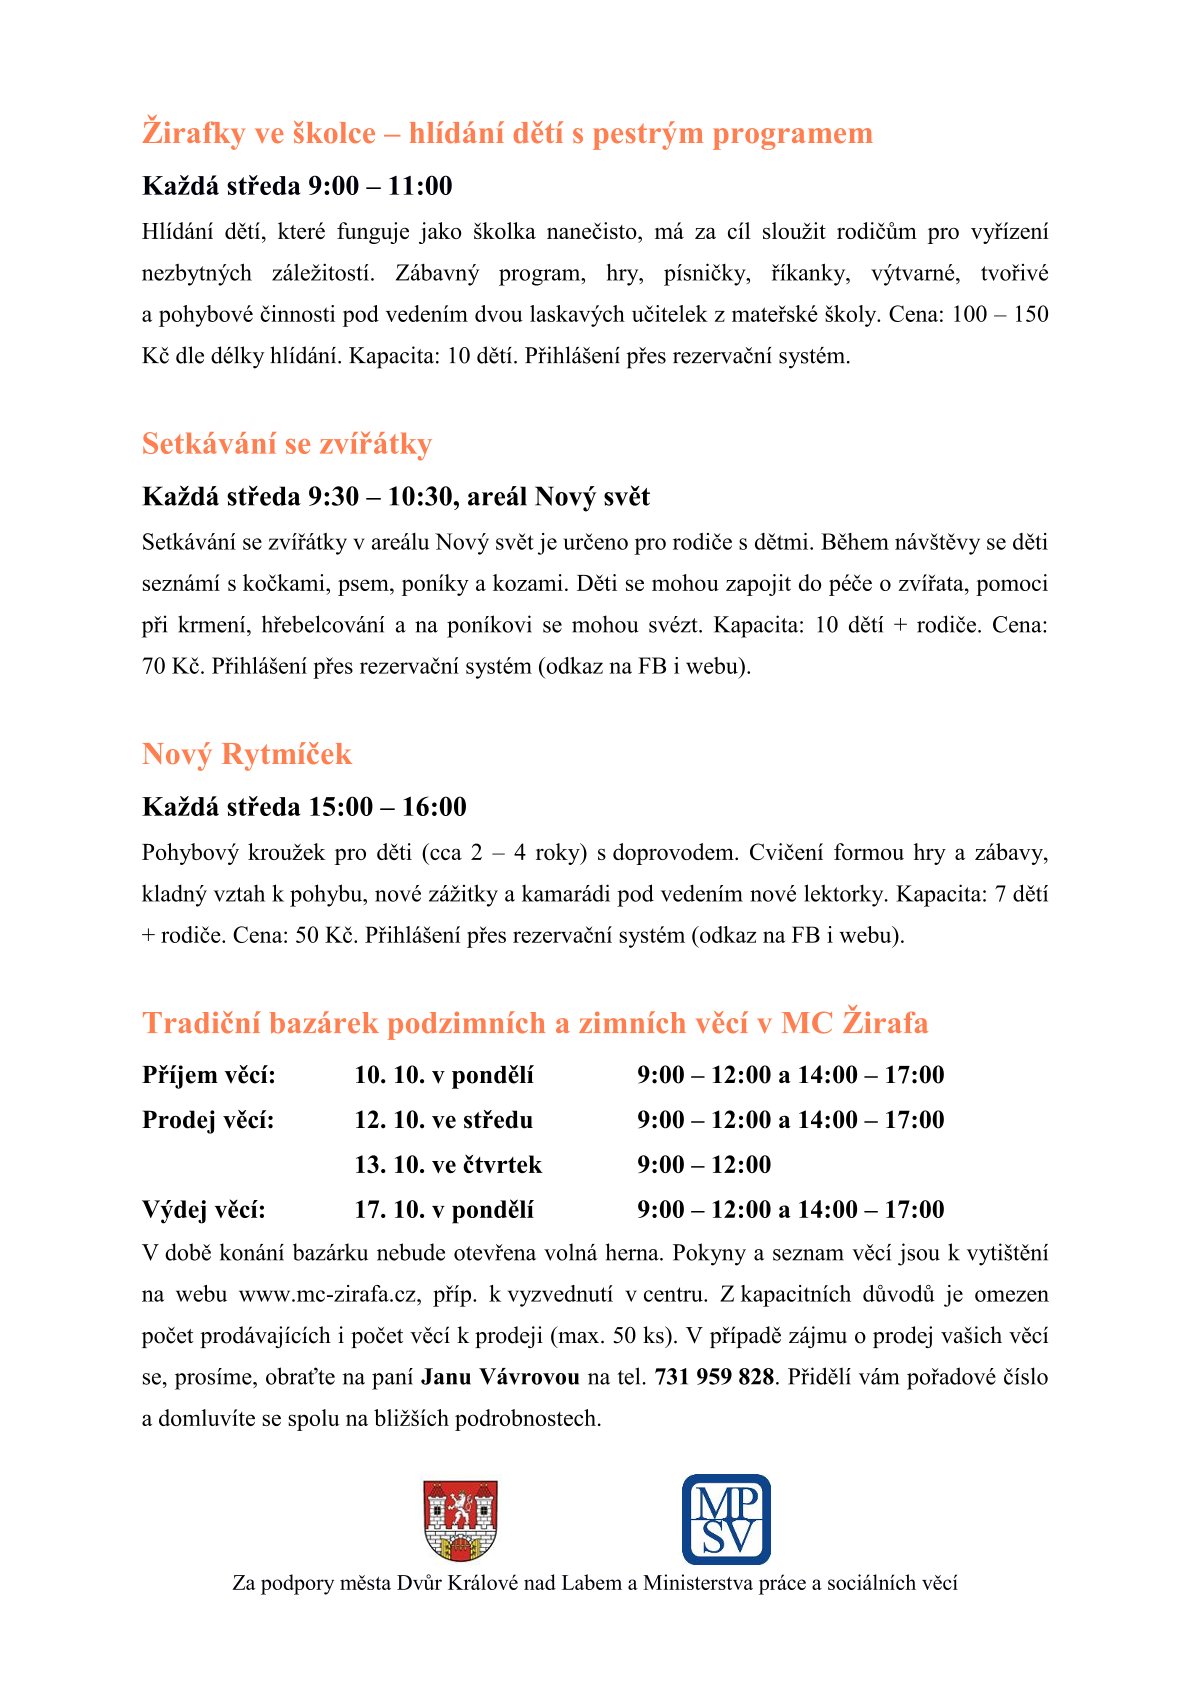 Žirafky ve školce – hlídání dětí s pestrým programem
Každá středa 9:00 – 11:00
Hlídání dětí, které funguje jako školka nanečisto, má za cíl sloužit rodičům pro vyřízení
nezbytných záležitostí. Zábavný program, hry, písničky, říkanky, výtvarné, tvořivé
a pohybové činnosti pod vedením dvou laskavých učitelek z mateřské školy. Cena: 100 – 150
Kč dle délky hlídání. Kapacita: 10 dětí. Přihlášení přes rezervační systém.
Setkávání se zvířátky
Každá středa 9:30 – 10:30, areál Nový svět
Setkávání se zvířátky v areálu Nový svět je určeno pro rodiče s dětmi. Během návštěvy se děti
seznámí s kočkami, psem, poníky a kozami. Děti se mohou zapojit do péče o zvířata, pomoci
při krmení, hřebelcování a na poníkovi se mohou svézt. Kapacita: 10 dětí + rodiče. Cena:
70 Kč. Přihlášení přes rezervační systém (odkaz na FB i webu).
Nový Rytmíček
Každá středa 15:00 – 16:00
Pohybový kroužek pro děti (cca 2 – 4 roky) s doprovodem. Cvičení formou hry a zábavy,
kladný vztah k pohybu, nové zážitky a kamarádi pod vedením nové lektorky. Kapacita: 7 dětí
+ rodiče. Cena: 50 Kč. Přihlášení přes rezervační systém (odkaz na FB i webu).
Tradiční bazárek podzimních a zimních věcí v MC Žirafa
Příjem věcí: 10. 10. v pondělí 9:00 – 12:00 a 14:00 – 17:00
Prodej věcí: 12. 10. ve středu 9:00 – 12:00 a 14:00 – 17:00
13. 10. ve čtvrtek 9:00 – 12:00
Výdej věcí: 17. 10. v pondělí 9:00 – 12:00 a 14:00 – 17:00
V době konání bazárku nebude otevřena volná herna. Pokyny a seznam věcí jsou k vytištění
na webu www.mc-zirafa.cz, příp. k vyzvednutí v centru. Z kapacitních důvodů je omezen
počet prodávajících i počet věcí k prodeji (max. 50 ks). V případě zájmu o prodej vašich věcí
se, prosíme, obraťte na paní Janu Vávrovou na tel. 731 959 828. Přidělí vám pořadové číslo
a domluvíte se spolu na bližších podrobnostech.
MP
SV
Za podpory města Dvůr Králové nad Labem a Ministerstva práce a sociálních věcí